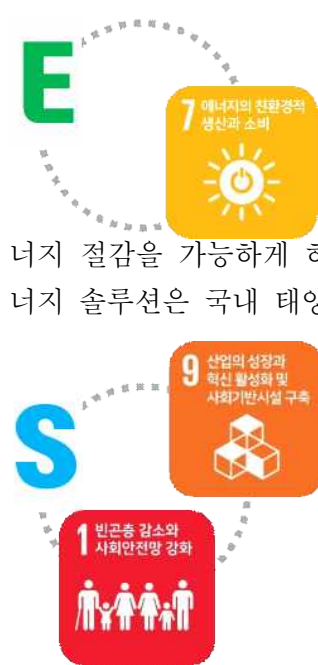 E
7 에너지의 친환경적
생산과 소비
너지 절감을 가능하게 하
너지 솔루션은 국내 태양
9 산업의 성장과
혁신 활성화 및
사회기반시설 구축
S
1 빈곤층 감소와
사회안전망 강화